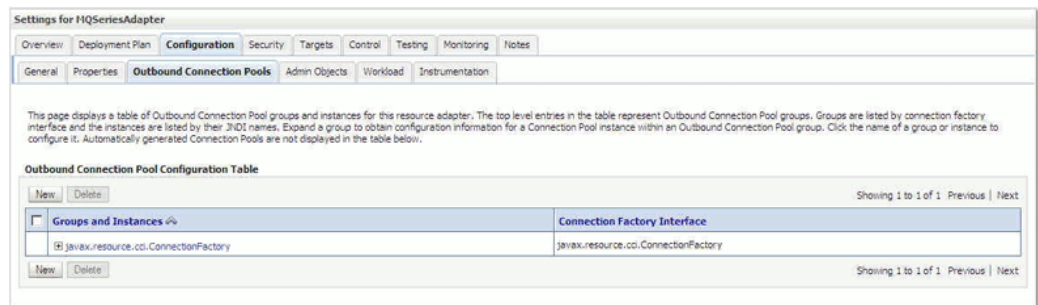 Settings for MQSeriesAdapter
Overview Deployment Plan Configuration Security Targets Control Testing Monitoring Notes
General Properties Outbound Connection Pools Admin Objects Workload Instrumentation
This page displays a table of Outbound Connection Pool groups and instances for this resource adapter. The top level entries in the table represent Outbound Connection Pool groups. Groups are listed by connection factory
interface and the instances are listed by their JNDI names. Expand a group to obtain configuration information for a Connection Pool instance within an Outbound Connection Pool group. Click the name of a group or instance to
configure it. Automatically generated Connection Pools are not displayed in the table below.
Outbound Connection Pool Configuration Table
New Delete Showing 1 to 1 of 1 Previous | Next
Groups and Instances Connection Factory Interface
javax.resource.cci.ConnectionFactory javax.resource.cci.ConnectionFactory
New Delete Showing 1 to 1 of 1 Previous | Next